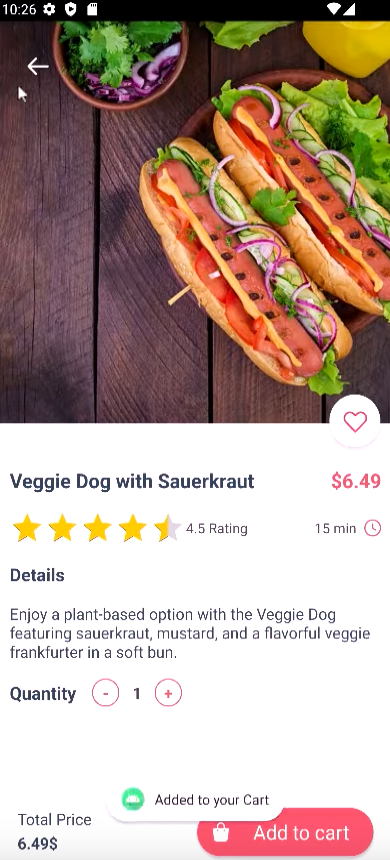 10:26
Veggie Dog with Sauerkraut
$6.49
4.5 Rating
15 min
Details
Enjoy a plant-based option with the Veggie Dog
featuring sauerkraut, mustard, and a flavorful veggie
frankfurter in a soft bun.
Quantity - 1 +
Added to your Cart
Total Price
6.49$
Add to cart